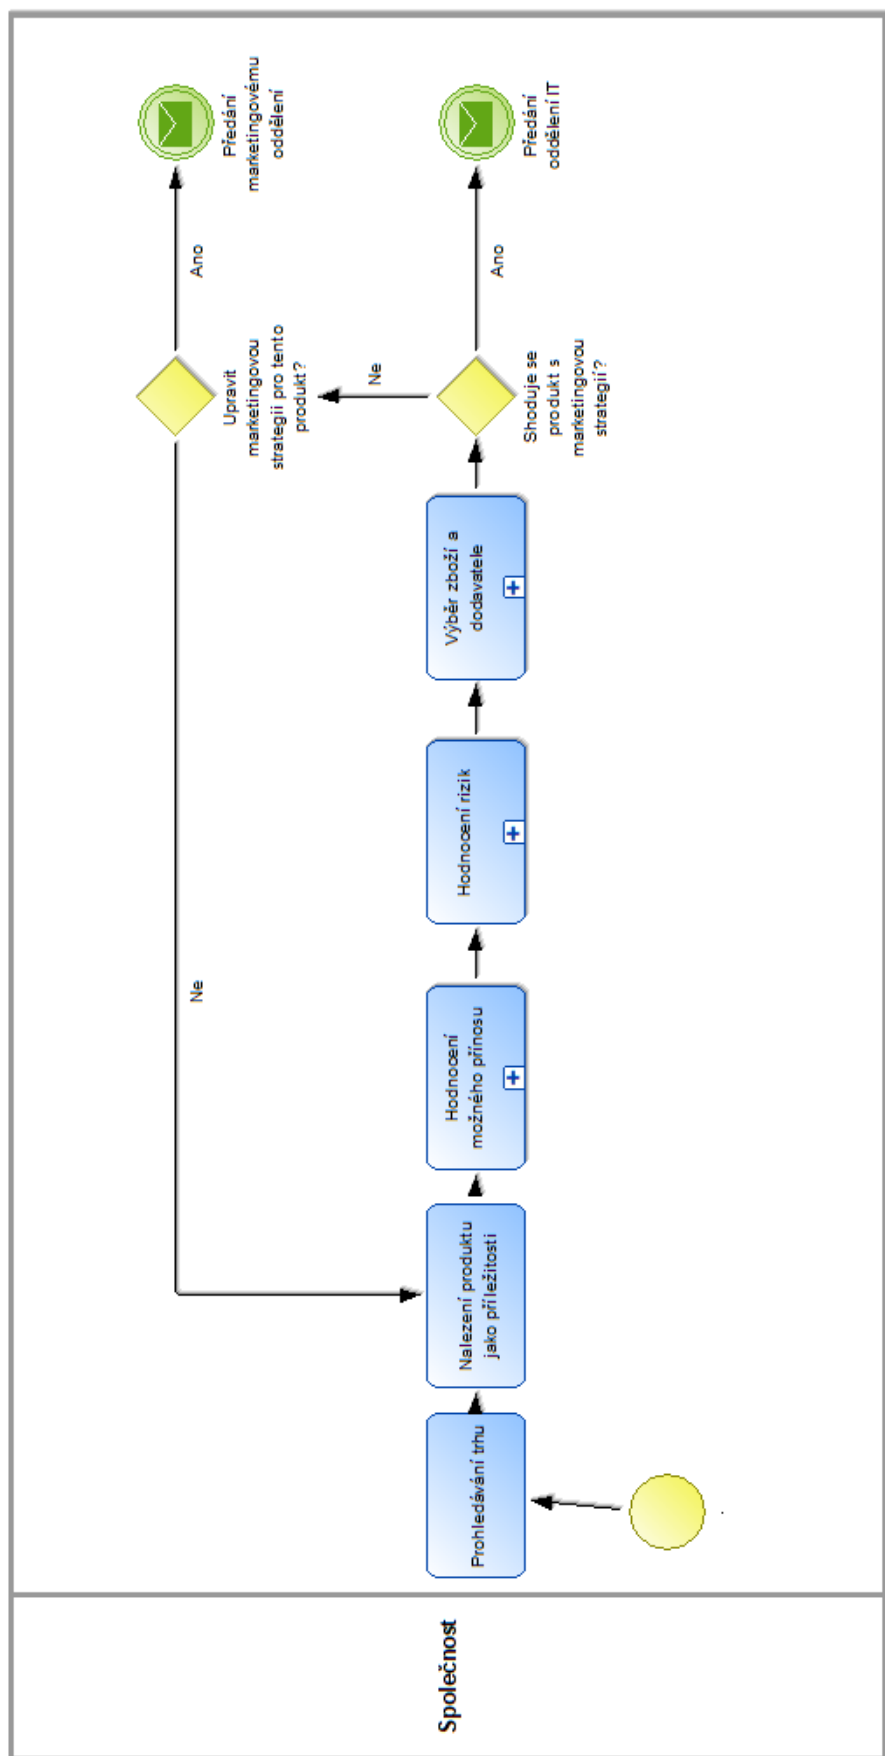 Společnost
Prohledávání trhu
Nalezení produktu
jako příležitosti
Hodnocení
možného přínosu
Hodnocení rizik
Výběr zboží a
dodavatele
Shoduje se
produkt s
marketingovou
strategií?
Ano
Předání
oddělení IT
Ne
Upravit
marketingovou
strategii pro tento
produkt?
Ano
Předání
marketingovému
oddělení
Ne